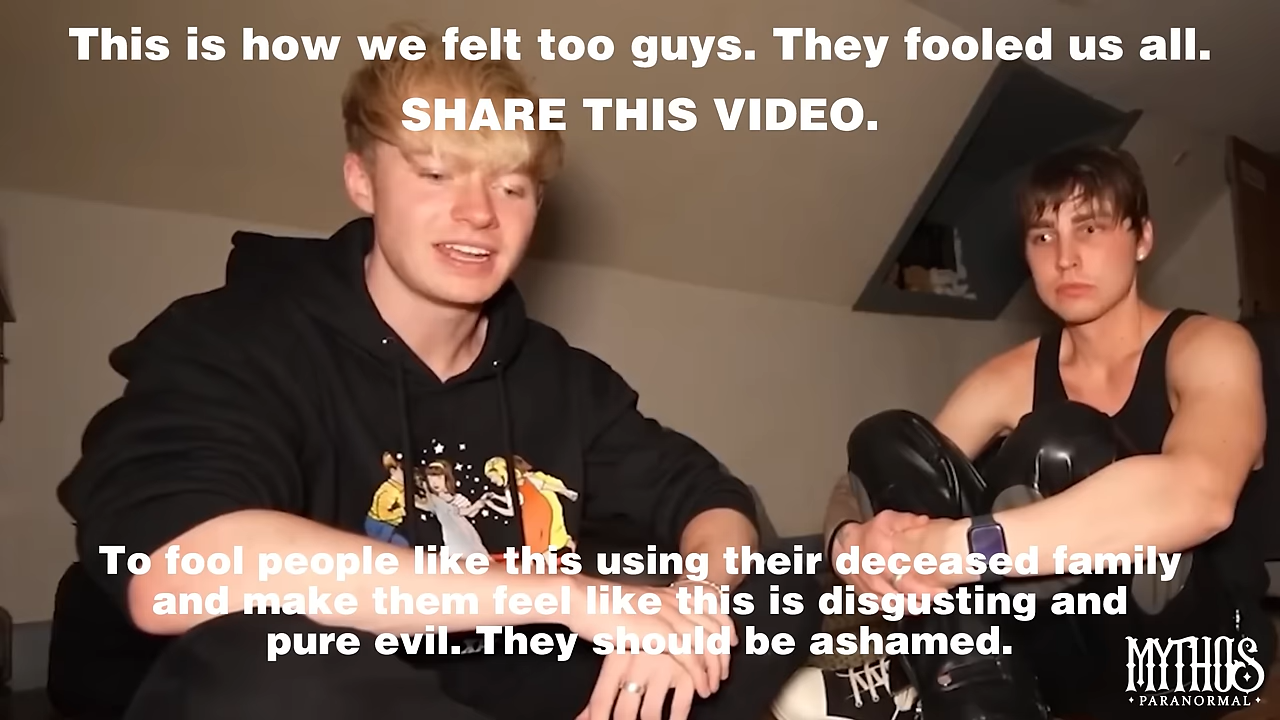 This is how we felt too guys. They fooled us all.
SHARE THIS VIDEO.
To fool people like this using their deceased family
and make them feel like this is disgusting and
pure evil. They should be ashamed.
MYTHOS
PARANORMAL